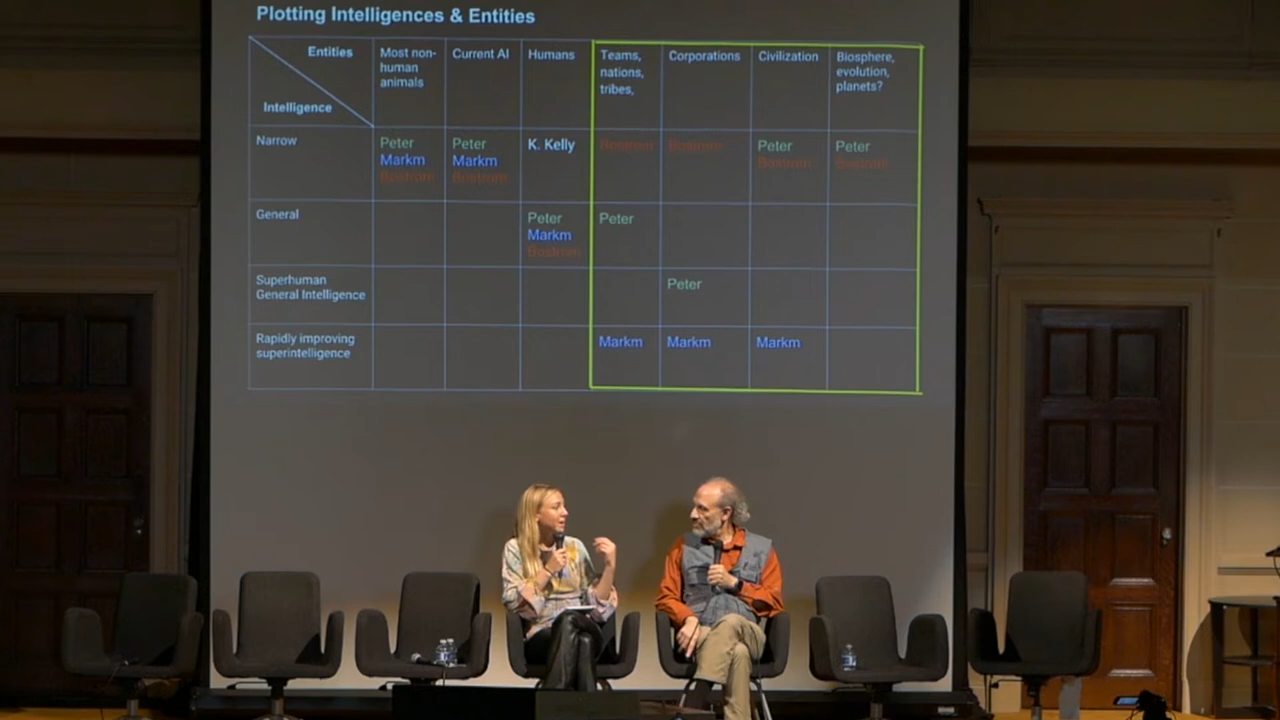 Plotting Intelligences & Entities
Entities
Intelligence
Most non-
human
animals
Current AI
Humans
Teams,
nations,
tribes,
Corporations
Civilization
Biosphere,
evolution,
planets?
Narrow
Peter
Markm
Bostrom
Peter
Markm
Bostrom
K. Kelly
Bostrom
Bostrom
Peter
Bostrom
Peter
Bostrom
General
Peter
Markm
Bostrom
Peter
Superhuman
General Intelligence
Peter
Rapidly improving
superintelligence
Markm
Markm
Markm